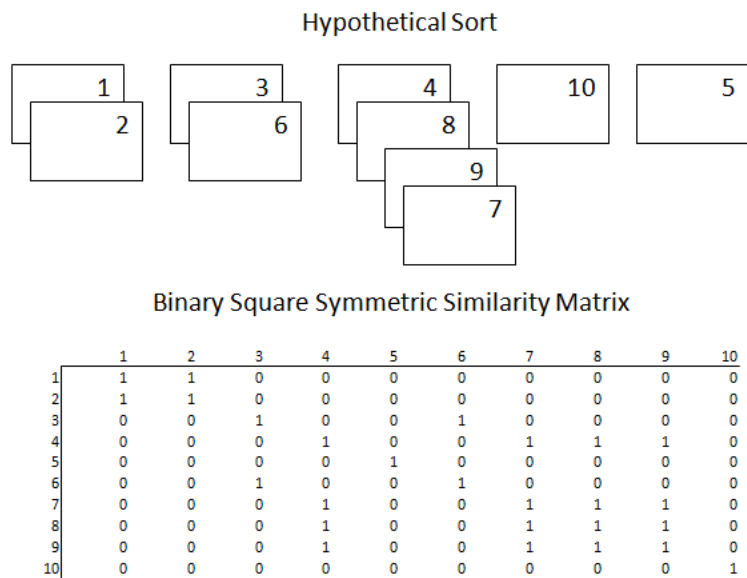 Hypothetical Sort
1 3 4 10 5
2 6 8
9
7
Binary Square Symmetric Similarity Matrix
1 2 3 4 5 6 7 8 9 10
1 1 1 0 0 0 0 0 0 0 0
2 1 1 0 0 0 0 0 0 0 0
3 0 0 1 0 0 1 0 0 0 0
4 0 0 0 1 0 0 1 1 1 0
5 0 0 0 0 1 0 0 0 0 0
6 0 0 1 0 0 1 0 0 0 0
7 0 0 0 1 0 0 1 1 1 0
8 0 0 0 1 0 0 1 1 1 0
9 0 0 0 1 0 0 1 1 1 0
10 0 0 0 0 0 0 0 0 0 1